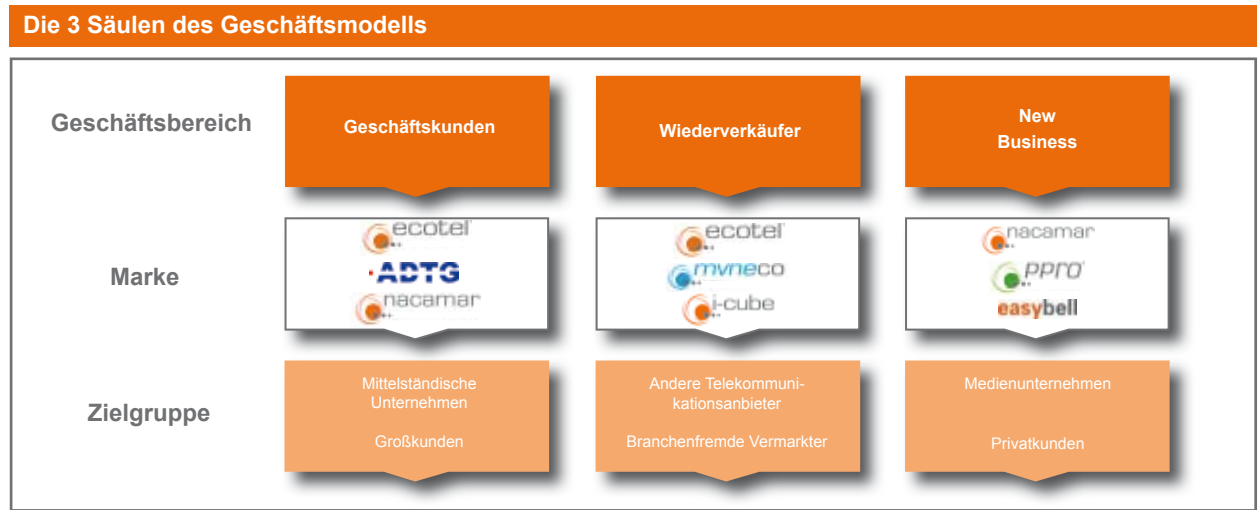 Die 3 Säulen des Geschäftsmodells
Geschäftsbereich
Geschäftskunden
Wiederverkäufer
New
Business
Marke
ecotel
ADTG
nacamar
ecotel
mvneco
i-cube
nacamar
ppro
easybell
Zielgruppe
Mittelständische
Unternehmen
Großkunden
Andere Telekommuni-
kationsanbieter
Branchenfremde Vermarkter
Medienunternehmen
Privatkunden